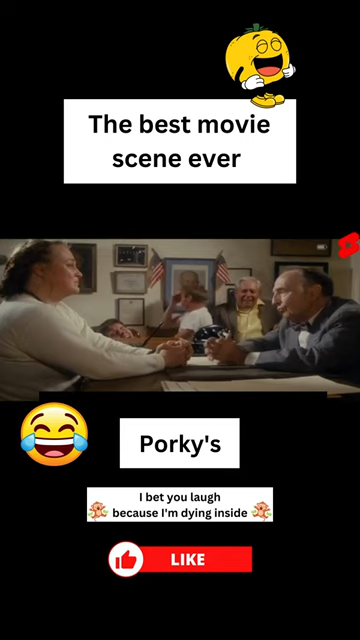 The best movie
scene ever
Porky's
I bet you laugh
because I'm dying inside
LIKE